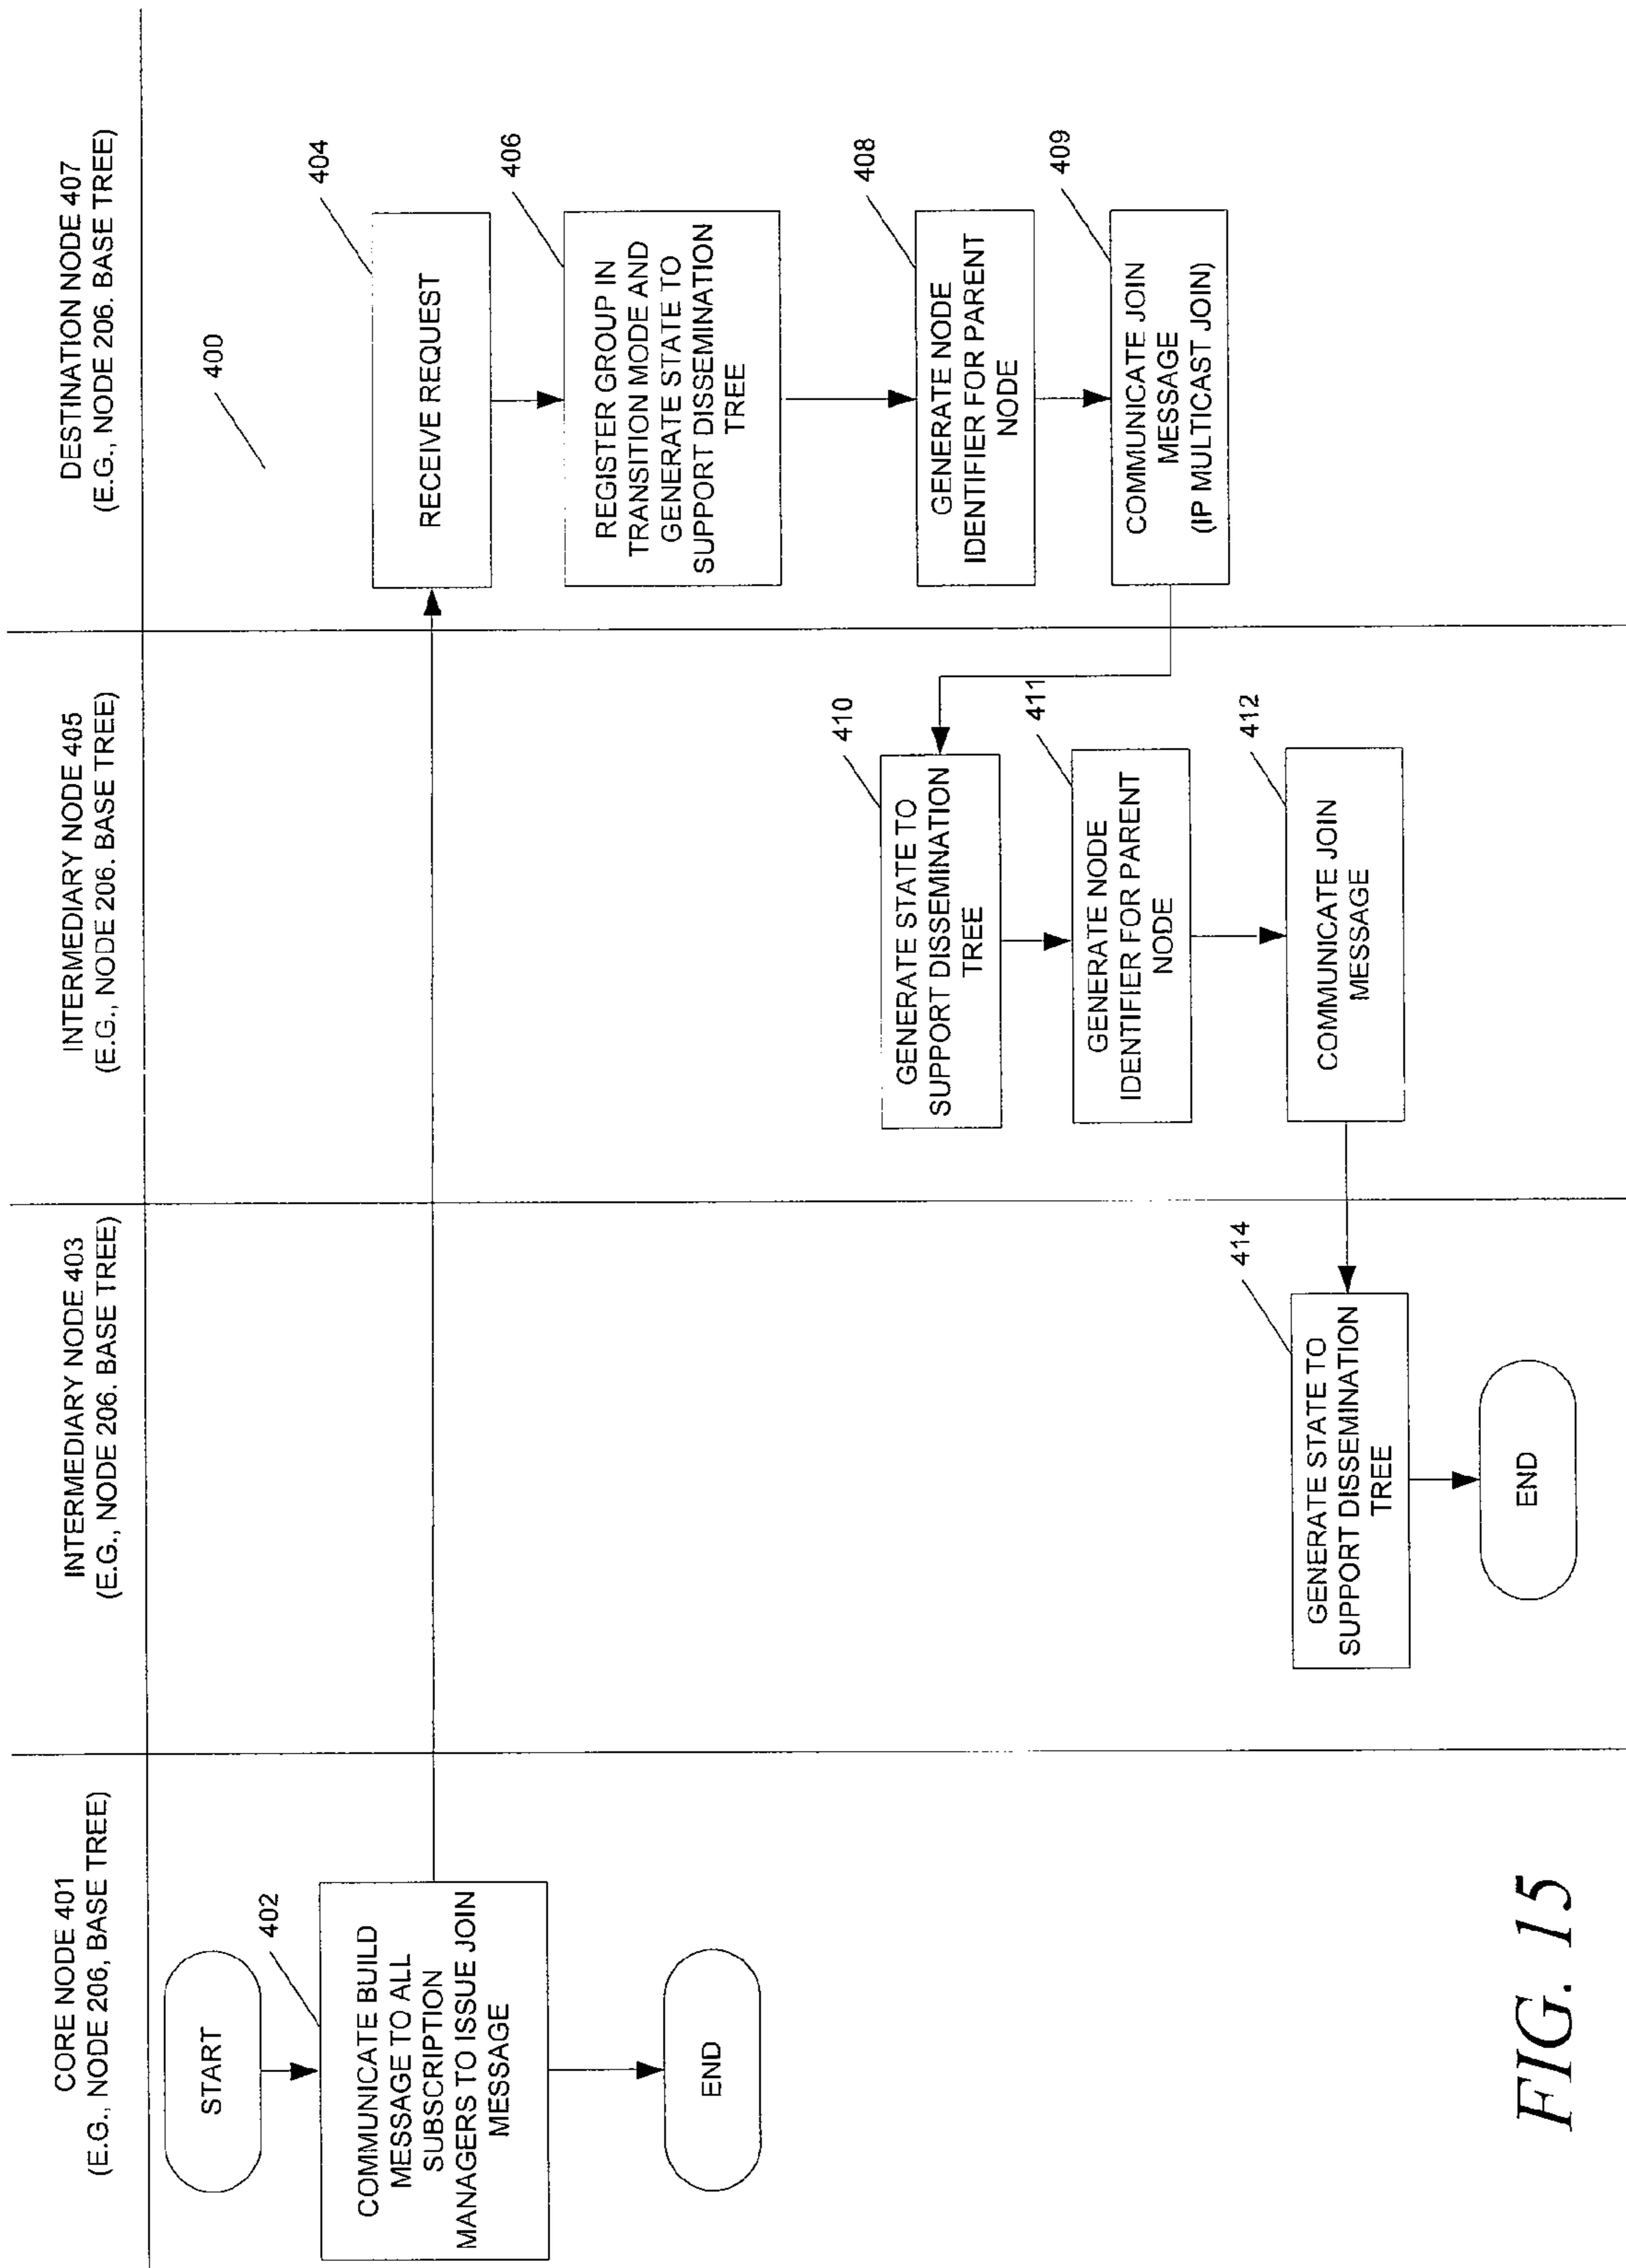 CORE NODE 401
(E.G., NODE 206, BASE TREE)
INTERMEDIARY NODE 403
(E.G., NODE 206. BASE TREE)
INTERMEDIARY NODE 405
(E.G., NODE 206. BASE TREE)
DESTINATION NODE 407
(E.G., NODE 206. BASE TREE)
400
START
402
COMMUNICATE BUILD
MESSAGE TO ALL
SUBSCRIPTION
MANAGERS TO ISSUE JOIN
MESSAGE
END
404
RECEIVE REQUEST
406
REGISTER GROUP IN
TRANSITION MODE AND
GENERATE STATE TO
SUPPORT DISSEMINATION
TREE
408
GENERATE NODE
IDENTIFIER FOR PARENT
NODE
409
COMMUNICATE JOIN
MESSAGE
(IP MULTICAST JOIN)
410
GENERATE STATE TO
SUPPORT DISSEMINATION
TREE
411
GENERATE NODE
IDENTIFIER FOR PARENT
NODE
412
COMMUNICATE JOIN
MESSAGE
414
GENERATE STATE TO
SUPPORT DISSEMINATION
TREE
END
FIG. 15